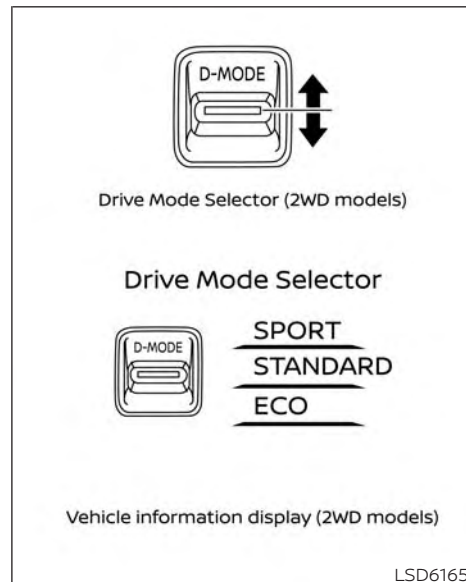 D-MODE
Drive Mode Selector (2WD models)
Drive Mode Selector
D-MODE
SPORT
STANDARD
ECO
Vehicle information display (2WD models)
LSD6165